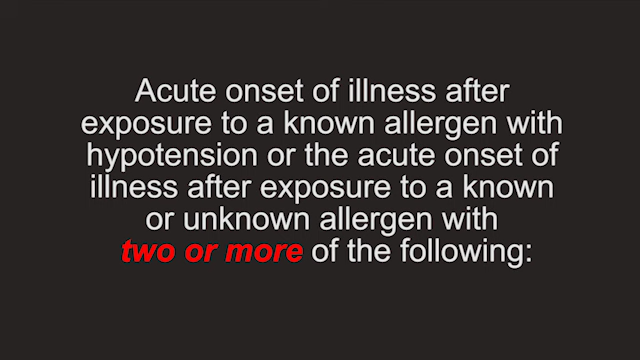 Acute onset of illness after
exposure to a known allergen with
hypotension or the acute onset of
illness after exposure to a known
or unknown allergen with
two or more of the following: